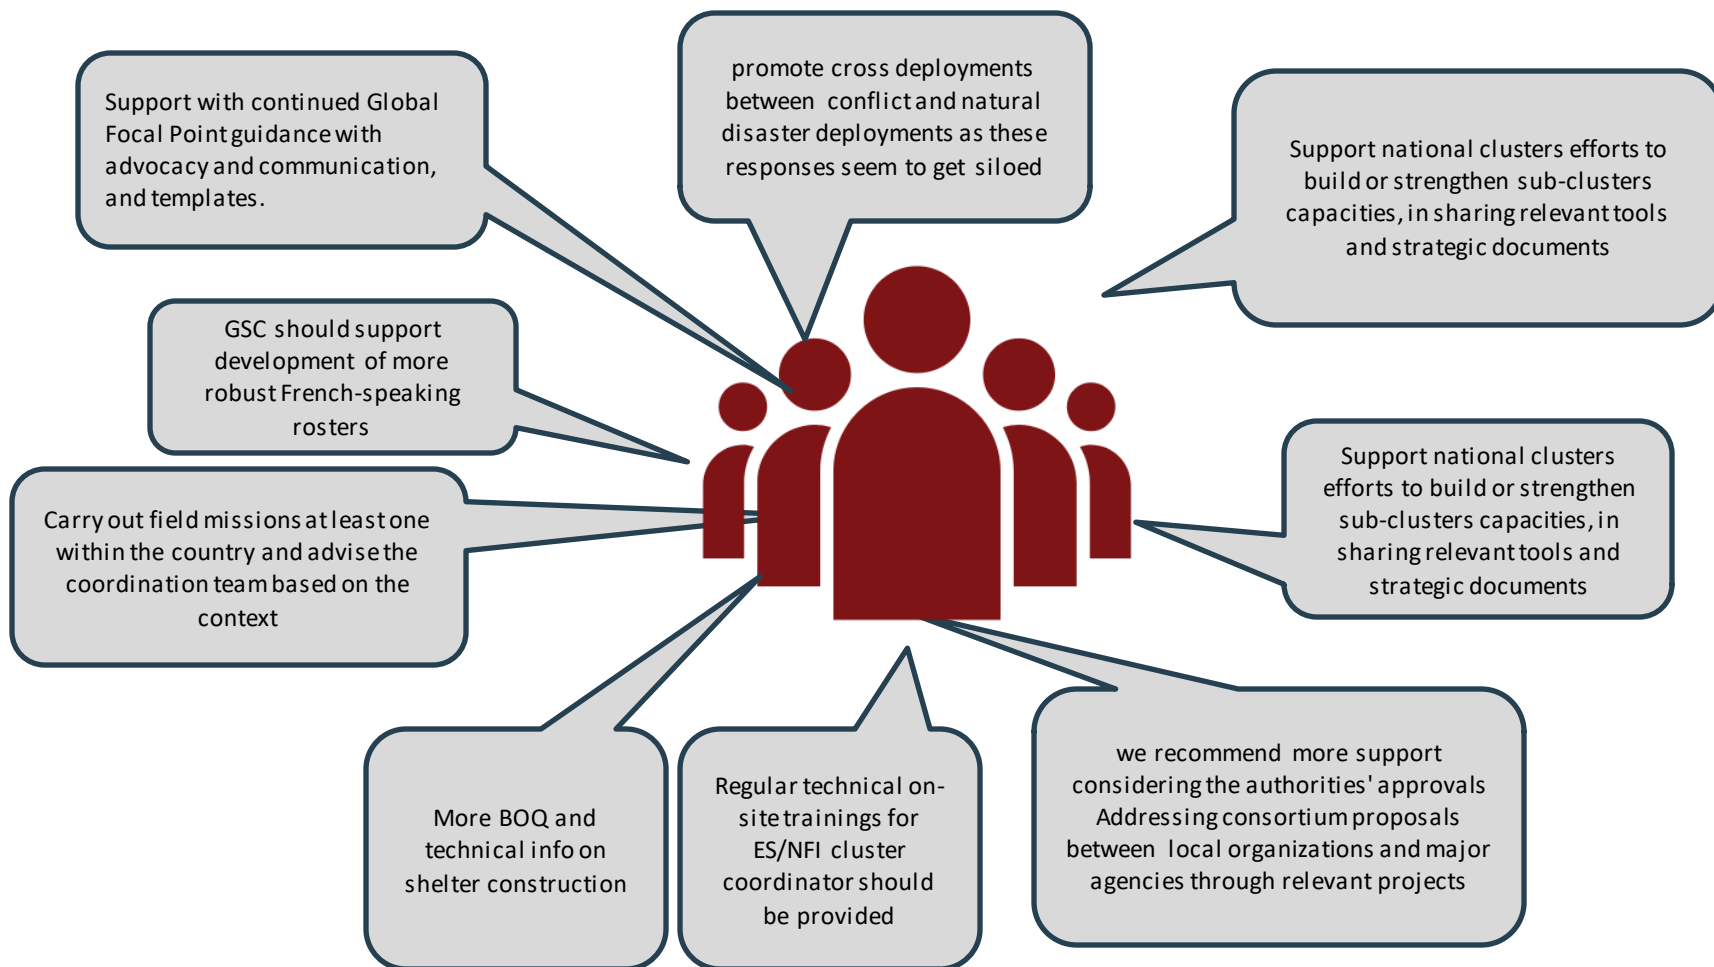 promote cross deployments
between conflict and natural
disaster deployments as these
responses seem to get siloed
Support with continued Global
Focal Point guidance with
advocacy and communication,
and templates.
Support national clusters efforts to
build or strengthen sub-clusters
capacities, in sharing relevant tools
and strategic documents
GSC should support
development of more
robust French-speaking
rosters
Support national clusters
efforts to build or strengthen
sub-clusters capacities, in
sharing relevant tools and
strategic documents
Carry out field missions at least one
within the country and advise the
coordination team based on the
context
More BOQ and
technical info on
shelter construction
Regular technical on-
site trainings for
ES/NFI cluster
coordinator should
be provided
we recommend more support
considering the authorities' approvals
Addressing consortium proposals
between local organizations and major
agencies through relevant projects